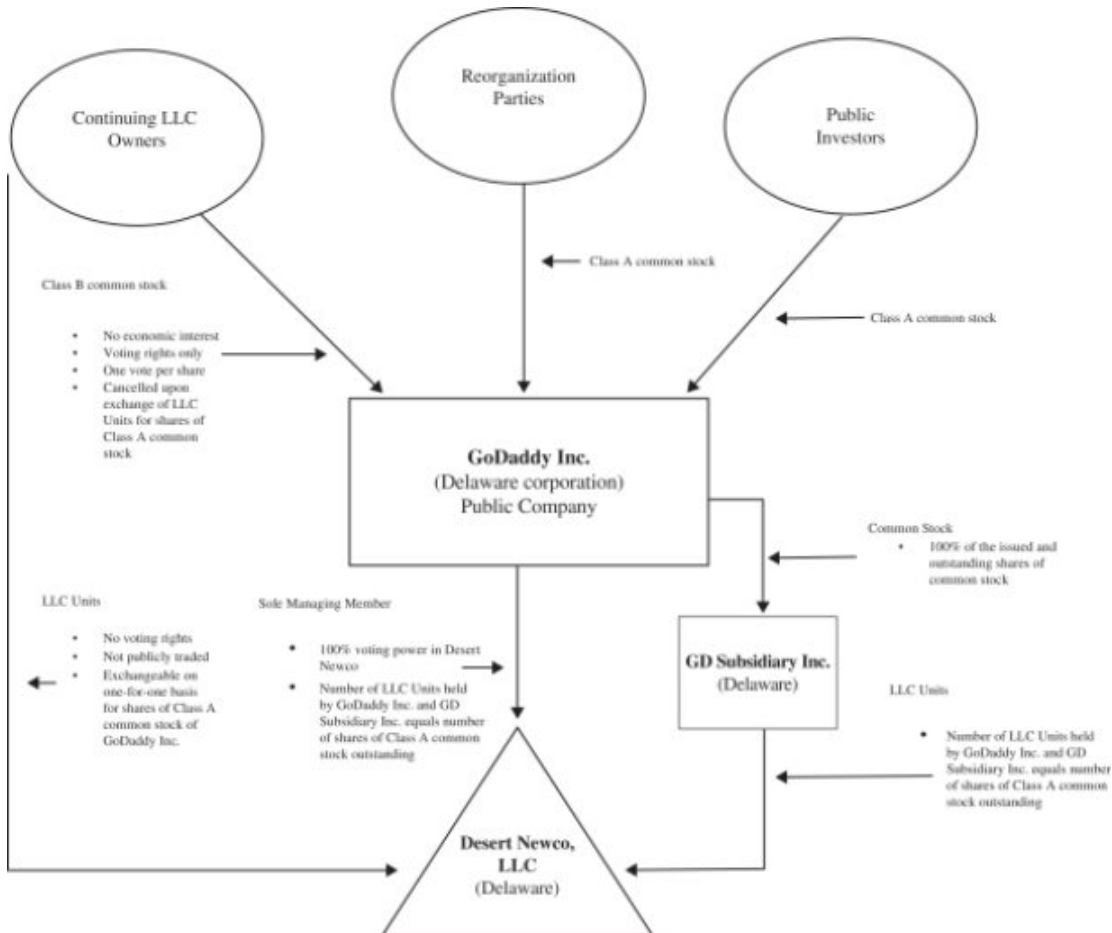 Continuing LLC
Owners
Reorganization
Parties
Public
Investors
Class A common stock
Class A common stock
Class B common stock
• No economic interest
• Voting rights only
• One vote per share
• Cancelled upon
exchange of LLC
Units for shares of
Class A common
stock
GoDaddy Inc.
(Delaware corporation)
Public Company
Common Stock
• 100% of the issued and
outstanding shares of
common stock
LLC Units
• No voting rights
• Not publicly traded
• Exchangeable on
one-for-one basis
for shares of Class A
common stock of
GoDaddy Inc.
Sole Managing Member
• 100% voting power in Desert
Newco
• Number of LLC Units held
by GoDaddy Inc. and GD
Subsidiary Inc. equals number
of shares of Class A common
stock outstanding
GD Subsidiary Inc.
(Delaware)
LLC Units
• Number of LLC Units held
by GoDaddy Inc. and GD
Subsidiary Inc. equals number
of shares of Class A common
stock outstanding
Desert Newco,
LLC
(Delaware)